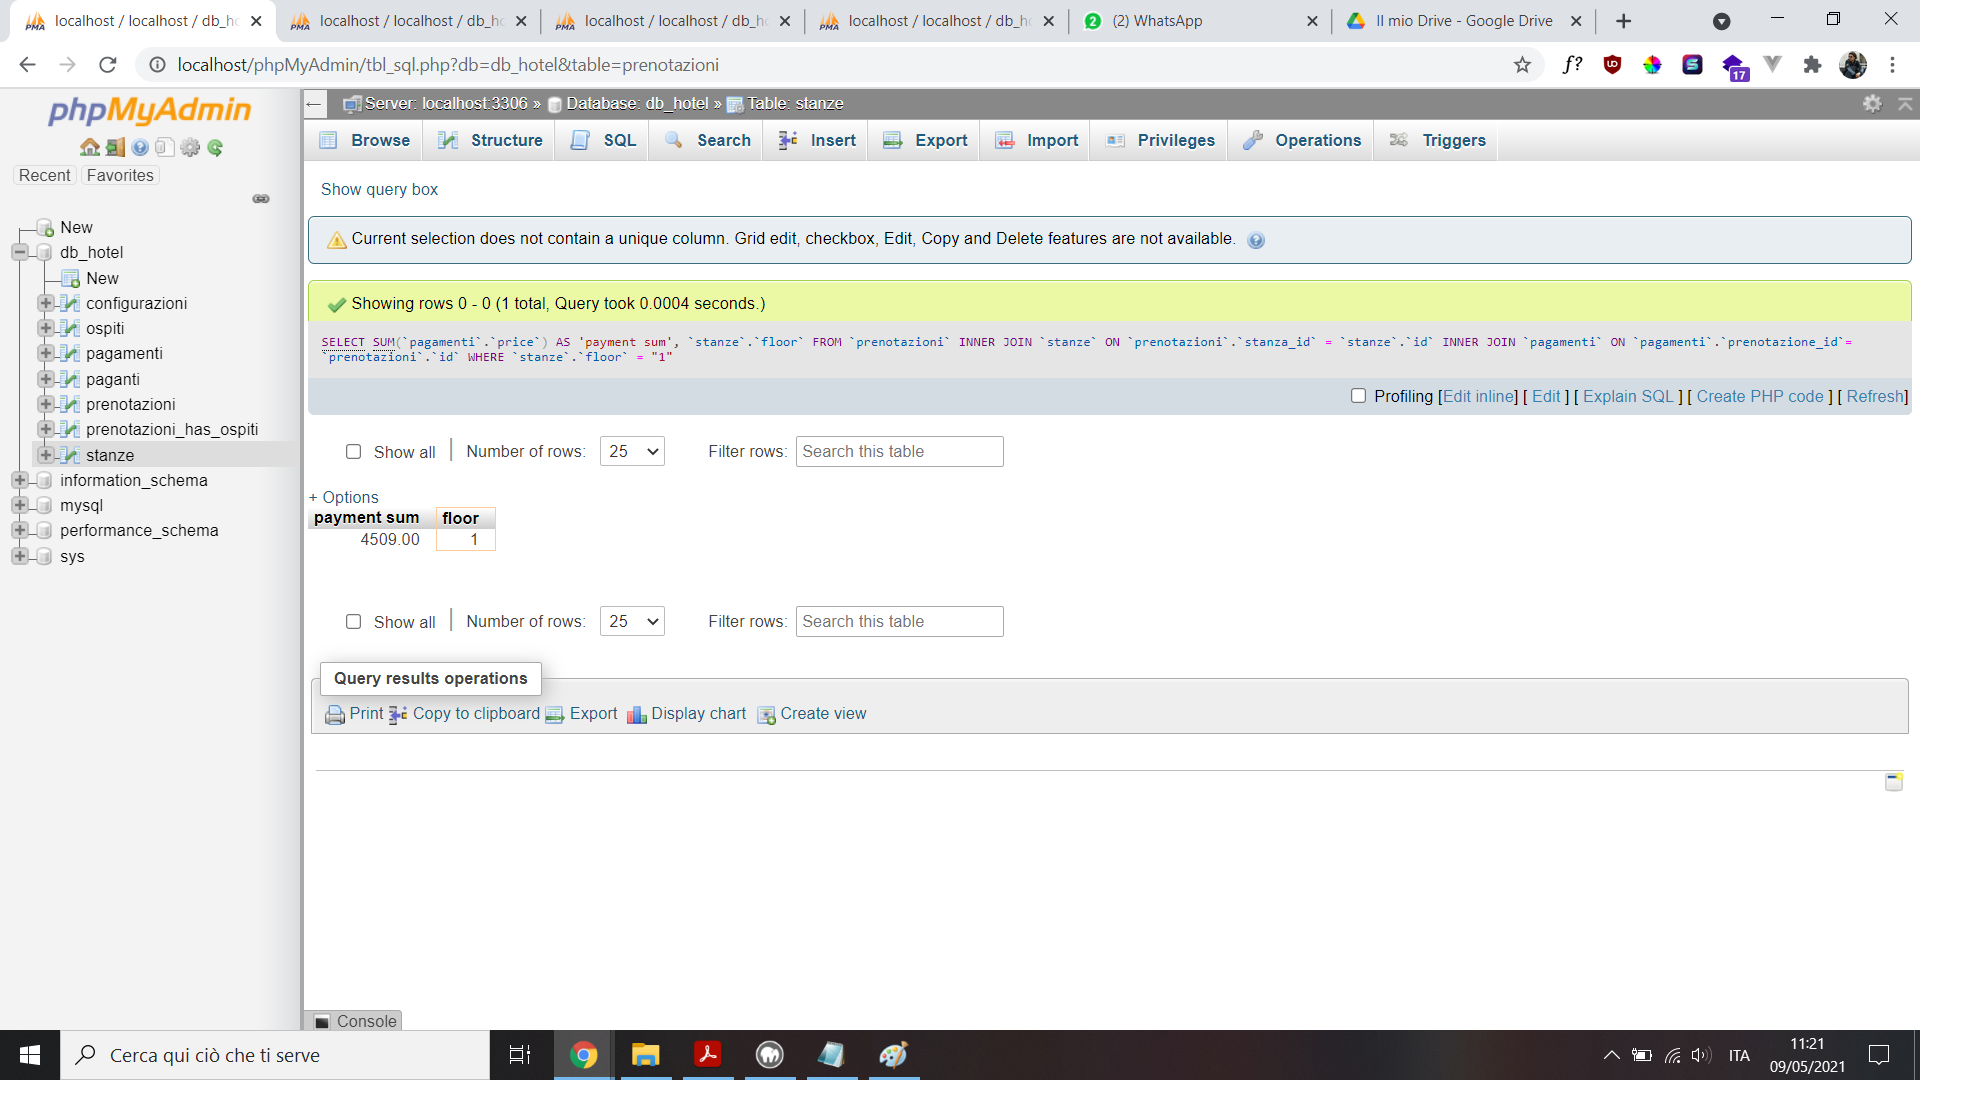 localhost / localhost / db_h
localhost / localhost / db_h
localhost / localhost / db_h
localhost / localhost / db_h
(2) WhatsApp
Il mio Drive - Google Drive
localhost/phpMyAdmin/tbl_sql.php?db=db_hotel&table=prenotazioni
f?
17
phpMyAdmin
Recent Favorites
New
db_hotel
New
configurazioni
ospiti
pagamenti
paganti
prenotazioni
prenotazioni_has_ospiti
stanze
information_schema
mysql
performance_schema
sys
Server: localhost:3306 » Database: db_hotel » Table: stanze
Browse Structure SQL Search Insert Export Import Privileges Operations Triggers
Show query box
Current selection does not contain a unique column. Grid edit, checkbox, Edit, Copy and Delete features are not available.
Showing rows 0 - 0 (1 total, Query took 0.0004 seconds.)
SELECT SUM(`pagamenti`.`price`) AS 'payment sum', `stanze`.`floor` FROM `prenotazioni` INNER JOIN `stanze` ON `prenotazioni`.`stanza_id` = `stanze`.`id` INNER JOIN `pagamenti` ON `pagamenti`.`prenotazione_id`=
`prenotazioni`.`id` WHERE `stanze`.`floor` = "1"
Profiling [Edit inline] [ Edit ] [ Explain SQL ] [ Create PHP code ] [ Refresh]
Show all Number of rows: 25 Filter rows: Search this table
+ Options
payment sum floor
4509.00 1
Show all Number of rows: 25 Filter rows: Search this table
Query results operations
Print Copy to clipboard Export Display chart Create view
Console
Cerca qui ciò che ti serve
ITA
11:21
09/05/2021